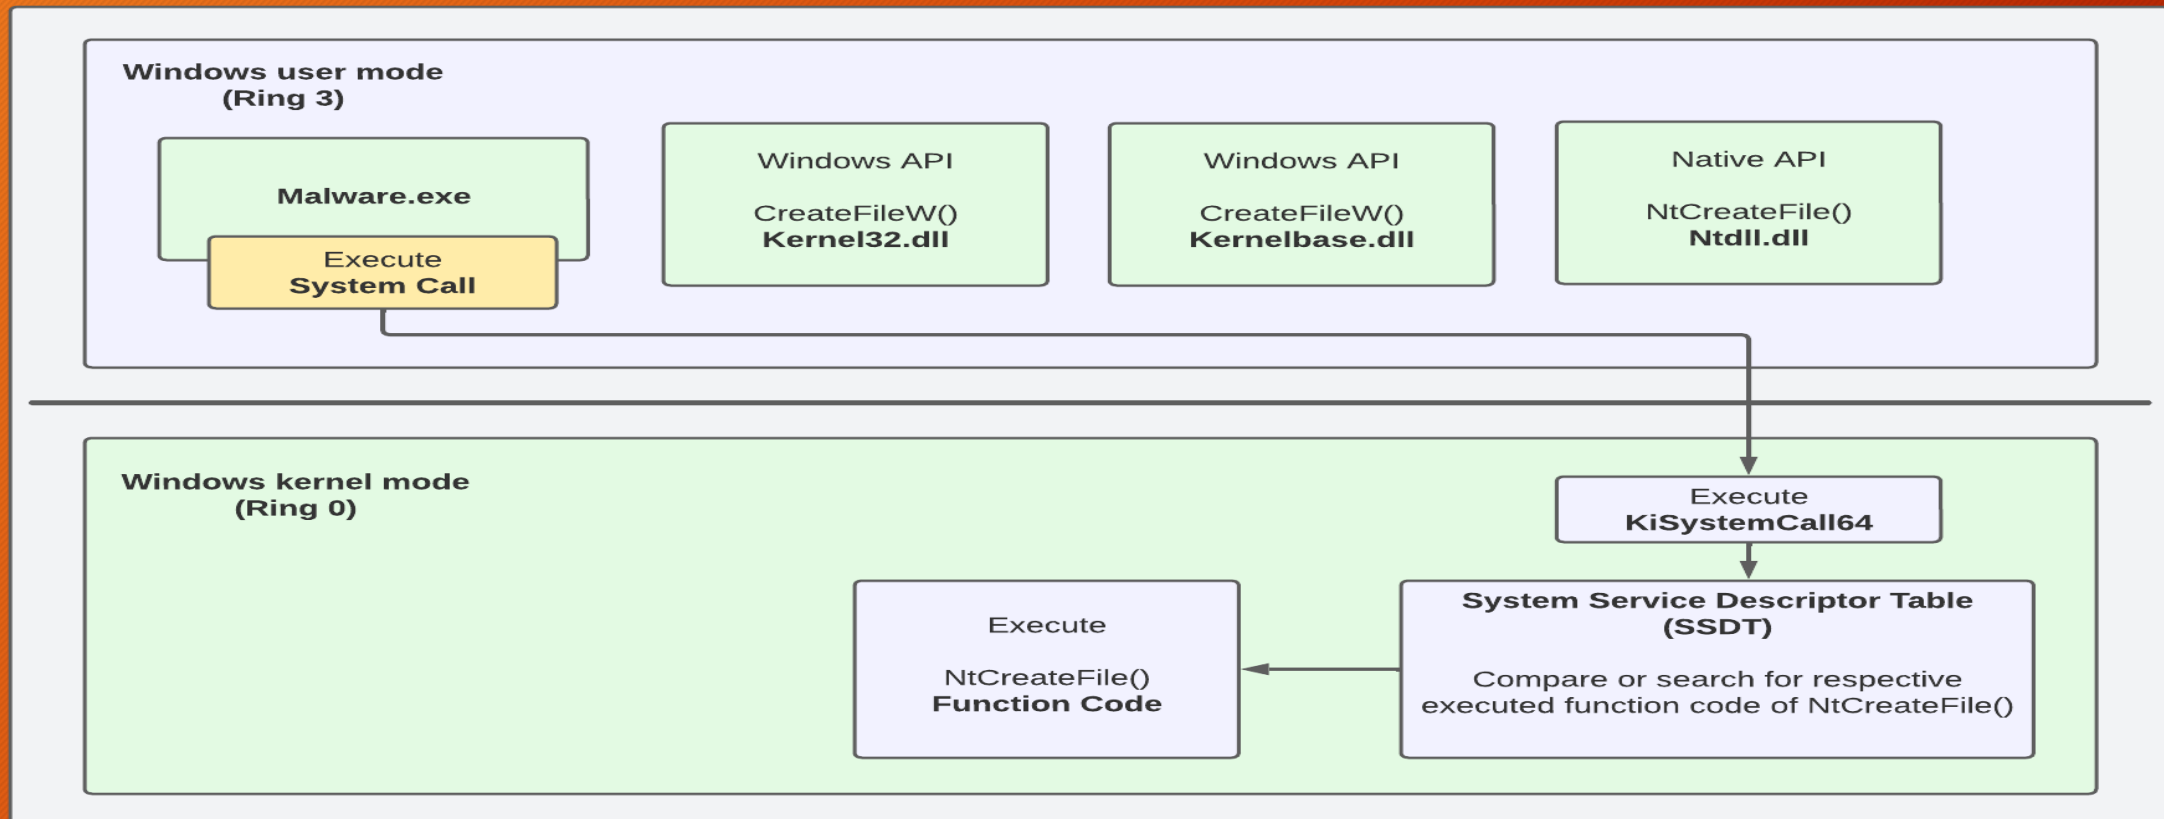 Windows user mode
(Ring 3)
Malware.exe
Execute
System Call
Windows API
CreateFileW()
Kernel32.dll
Windows API
CreateFileW()
Kernelbase.dll
Native API
NtCreateFile()
Ntdll.dll
Windows kernel mode
(Ring 0)
Execute
KiSystemCall64
System Service Descriptor Table
(SSDT)
Compare or search for respective
executed function code of NtCreateFile()
Execute
NtCreateFile()
Function Code